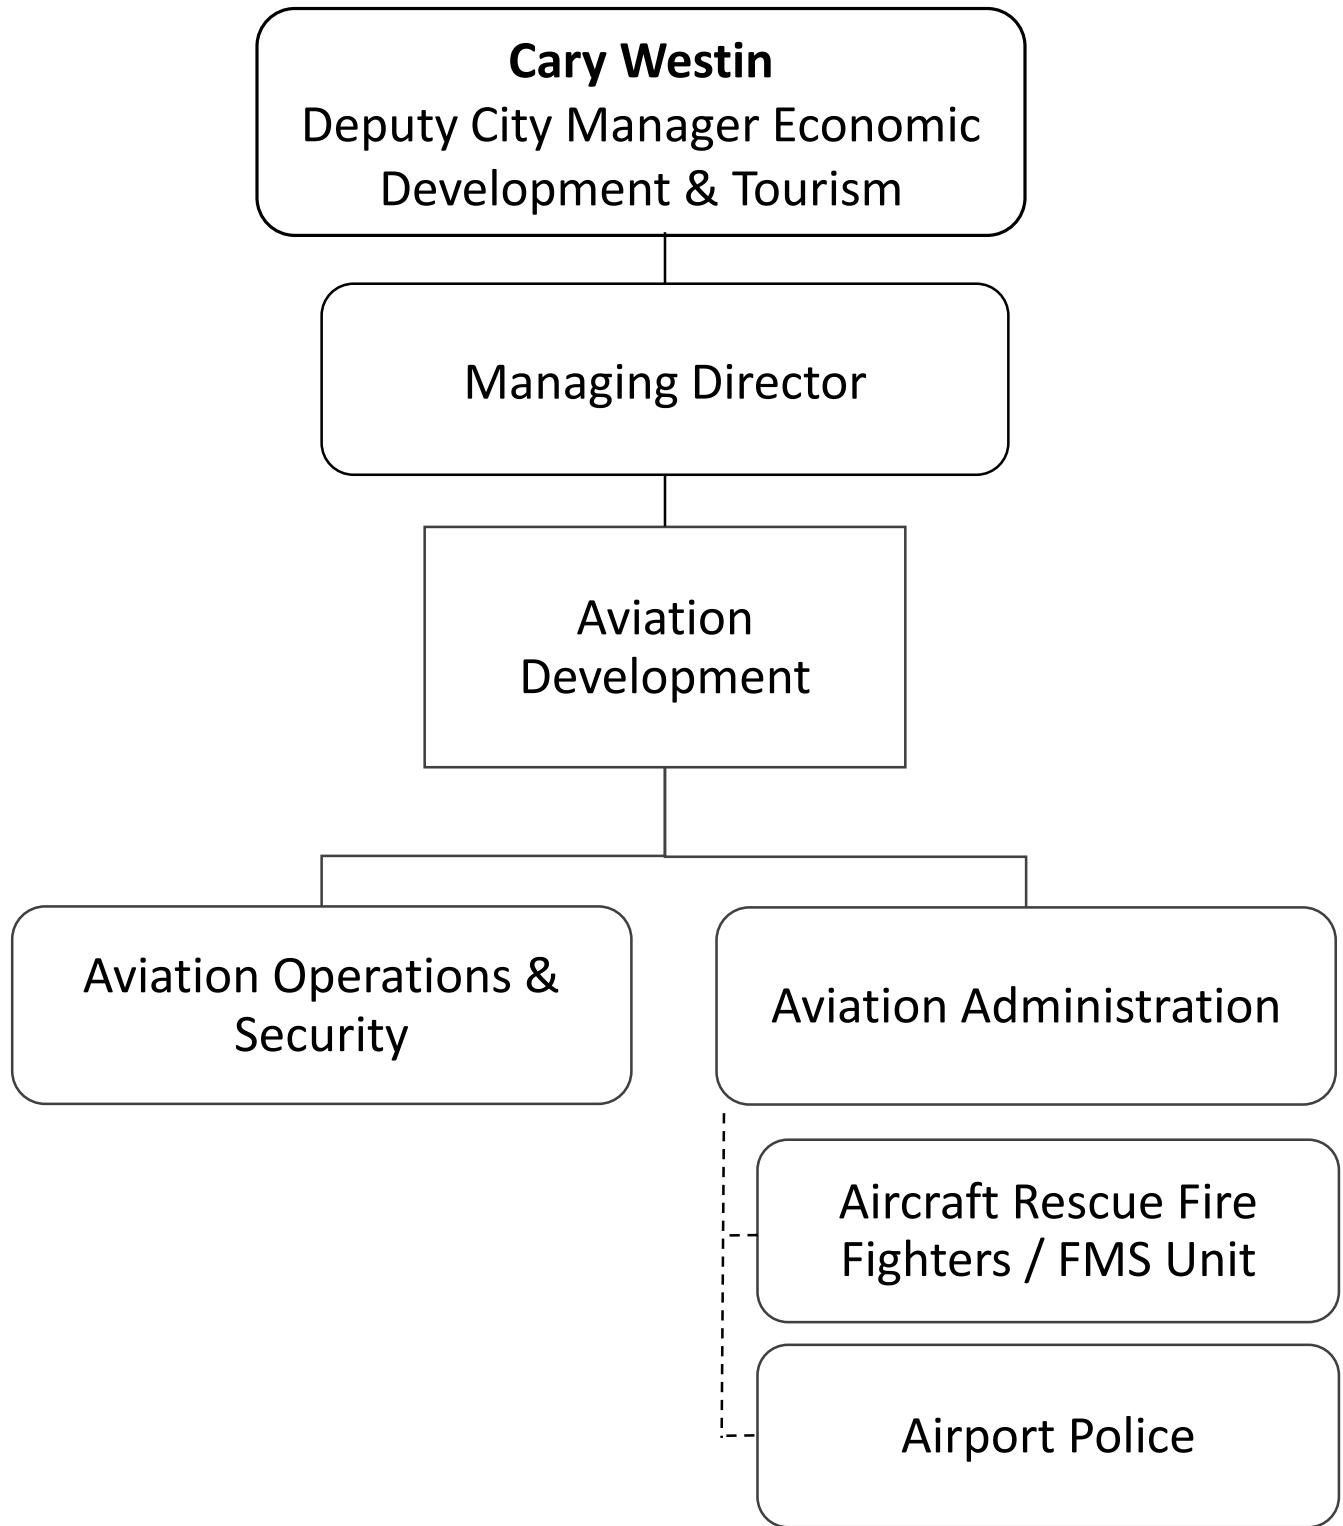 Cary Westin
Deputy City Manager Economic
Development & Tourism
Managing Director
Aviation
Development
Aviation Operations &
Security
Aviation Administration
Aircraft Rescue Fire
Fighters / FMS Unit
Airport Police